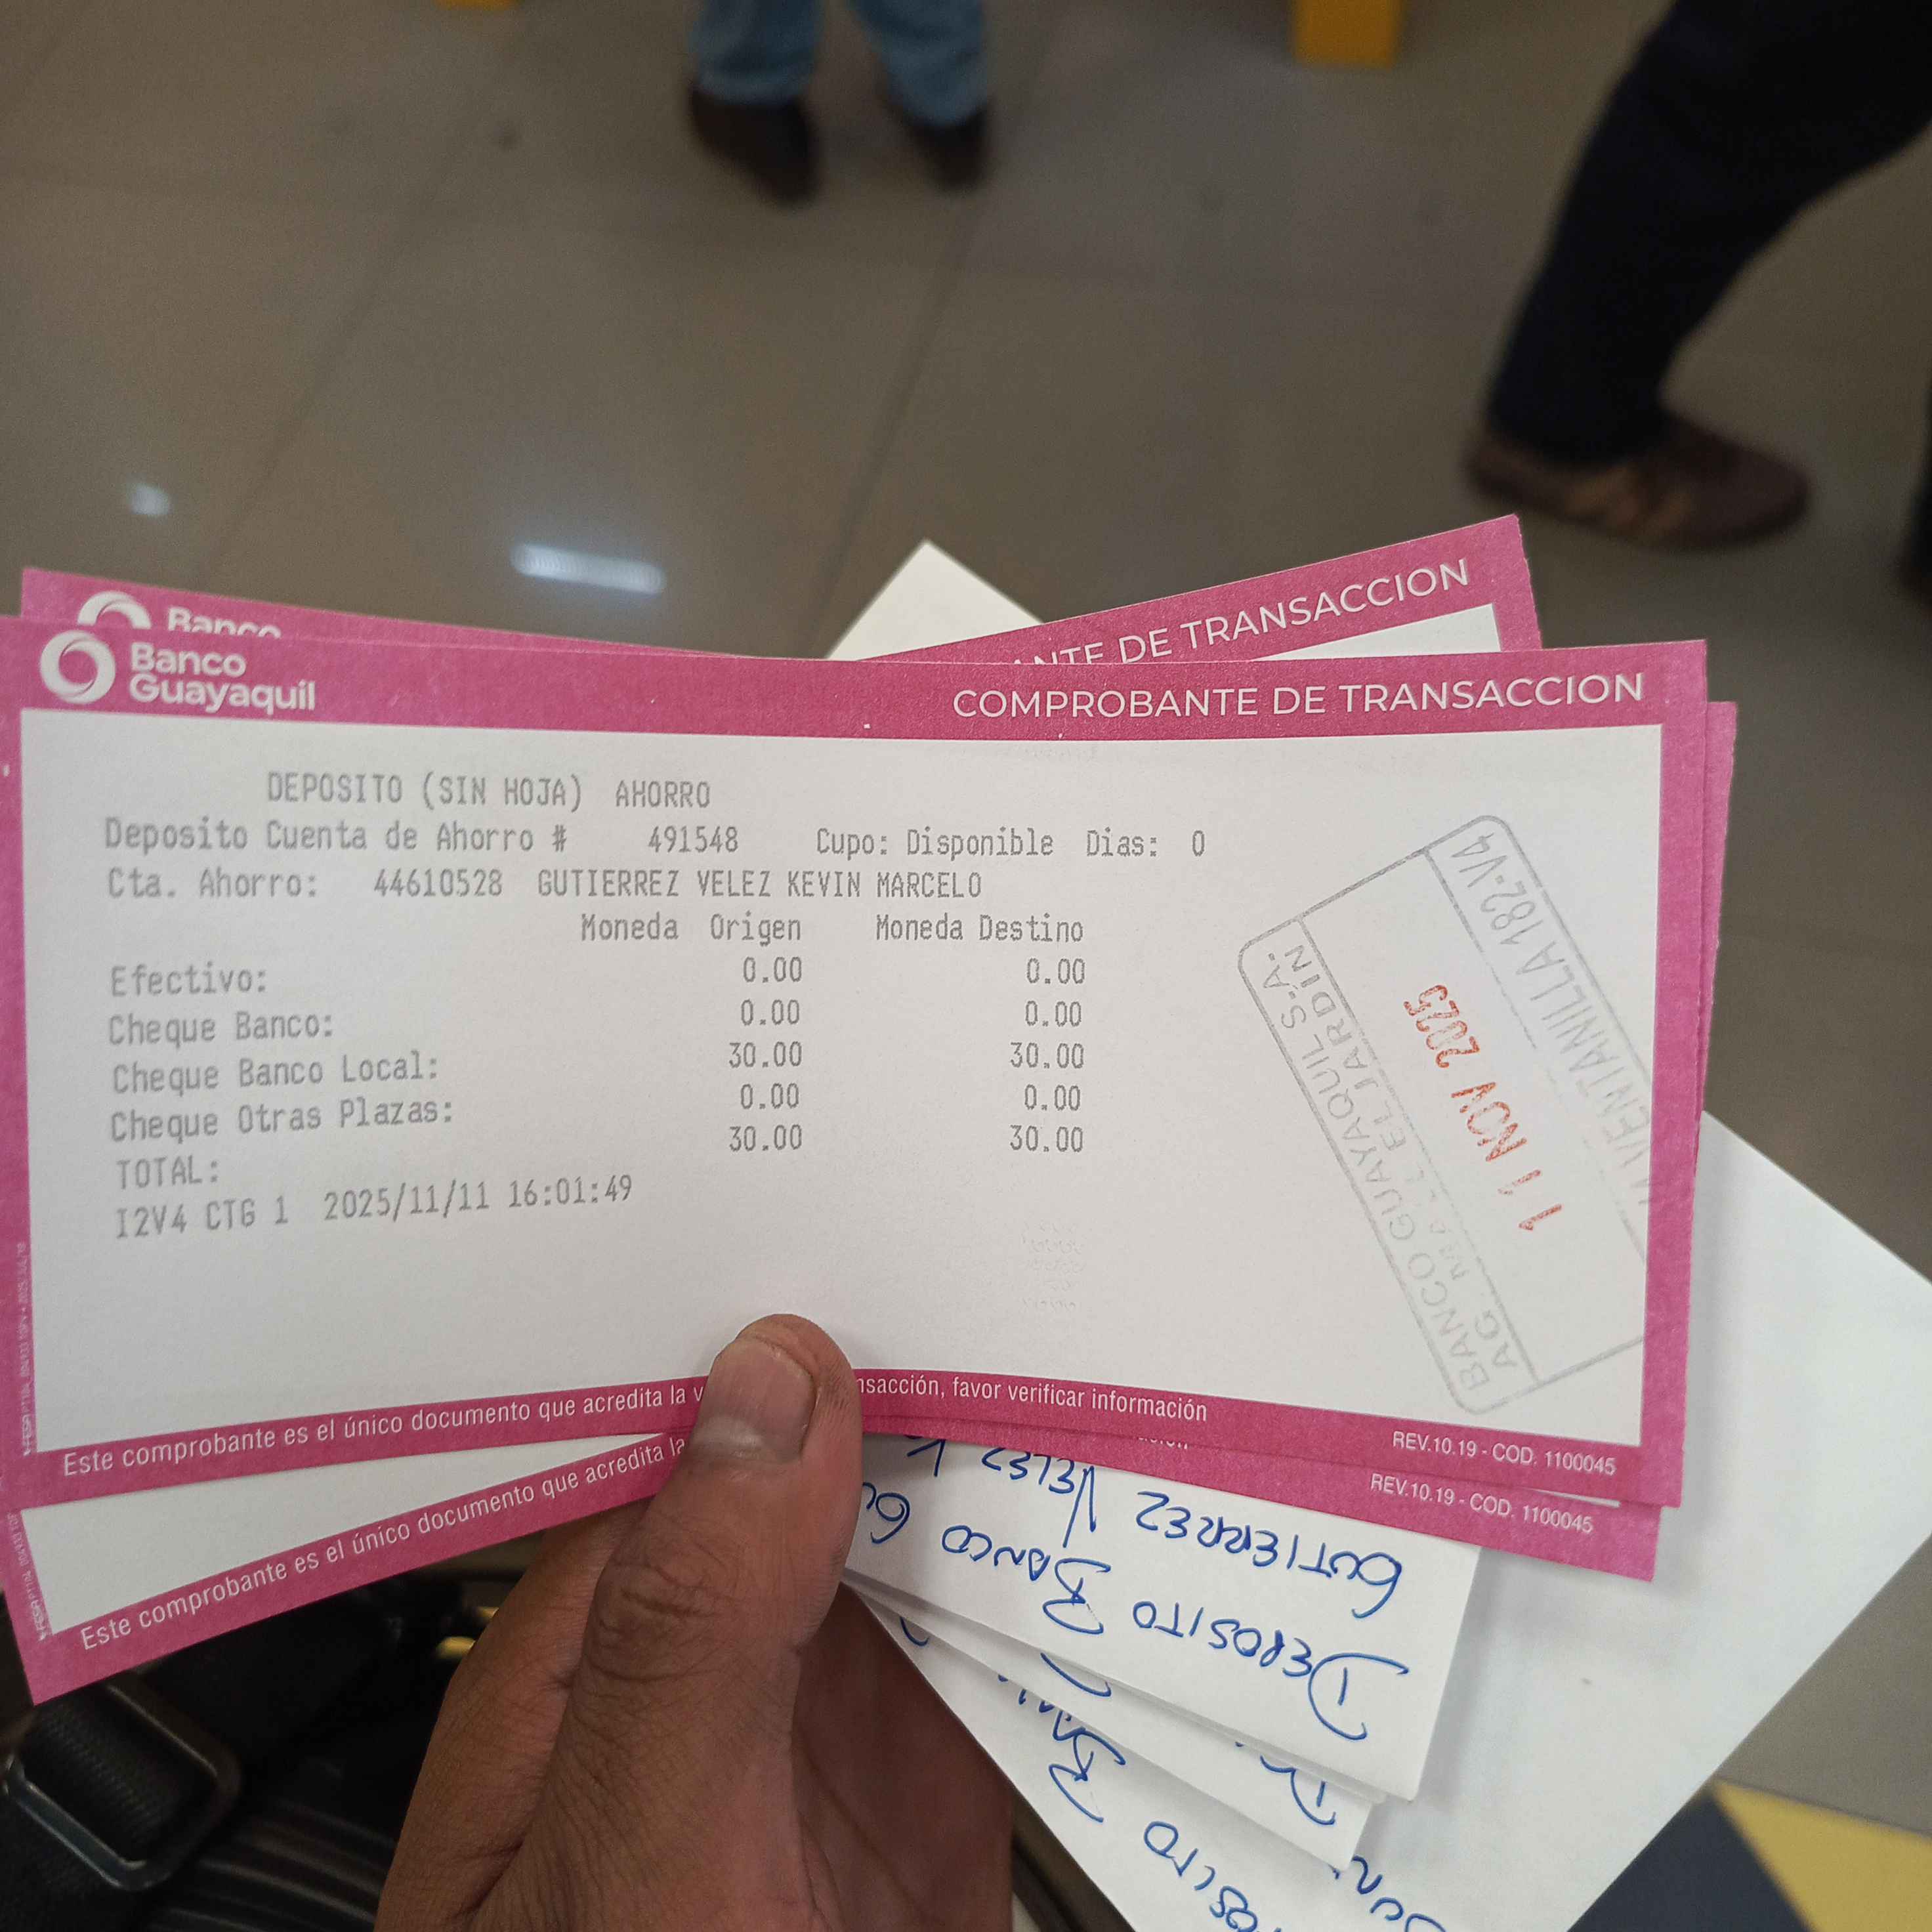 Banco
NTE DE TRANSACCION
Banco
Guayaquil
COMPROBANTE DE TRANSACCION
DEPOSITO (SIN HOJA) AHORRO
Deposito Cuenta de Ahorro # 491548 Cupo: Disponible Dias: 0
Cta. Ahorro: 44610528 GUTIERREZ VELEZ KEVIN MARCELO
Moneda Origen Moneda Destino
Efectivo: 0.00 0.00
Cheque Banco: 0.00 0.00
Cheque Banco Local: 30.00 30.00
Cheque Otras Plazas: 0.00 0.00
TOTAL: 30.00 30.00
I2V4 CTG 1 2025/11/11 16:01:49
BANCO GUAYAQUIL S.A.
AG. EL JARDIN
11 NOV 2025
VENTANILLA 182-V4
Este comprobante es el único documento que acredita la v nsacción, favor verificar información
REV.10.19 - COD. 1100045
Este comprobante es el único documento que acredita la
REV.10.19 - COD. 1100045
GUTIERREZ VELEZ K
DEPOSITO BANCO GU